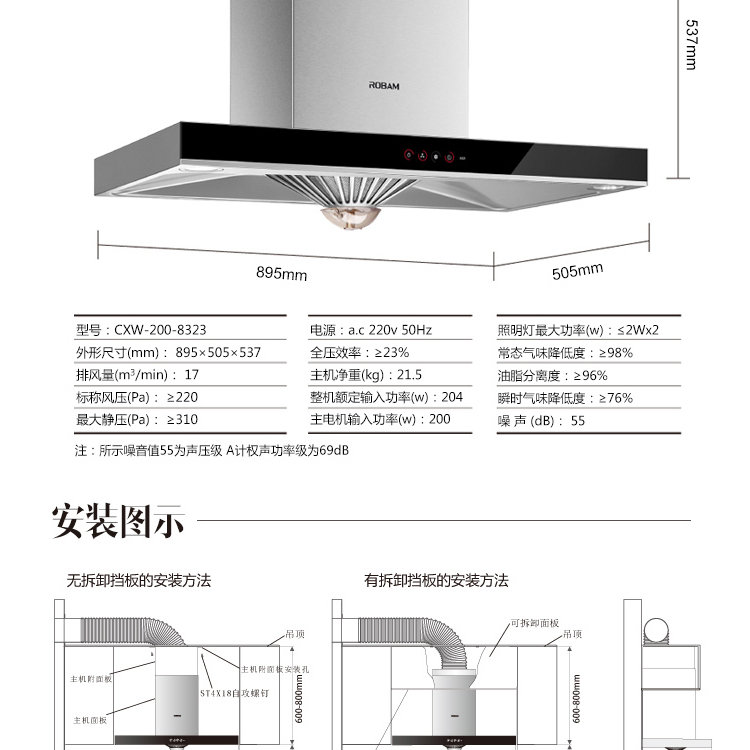 537mm
ROBAM
895mm
505mm
型号：CXW-200-8323
外形尺寸(mm)：895×505×537
排风量(m³/min)：17
标称风压(Pa)：≥220
最大静压(Pa)：≥310
电源：a.c 220v 50Hz
全压效率：≥23%
主机净重(kg)：21.5
整机额定输入功率(w)：204
主电机输入功率(w)：200
照明灯最大功率(w)：≤2Wx2
常态气味降低度：≥98%
油脂分离度：≥96%
瞬时气味降低度：≥76%
噪 声 (dB)：55
注：所示噪音值55为声压级 A计权声功率级为69dB
安装图示
无拆卸挡板的安装方法
吊顶
主机附面板
主机附面板安装孔
ST4X18自攻螺钉
主机面板
ROBAM
600-800mm
有拆卸挡板的安装方法
可拆卸面板
吊顶
ROBAM
600-800mm